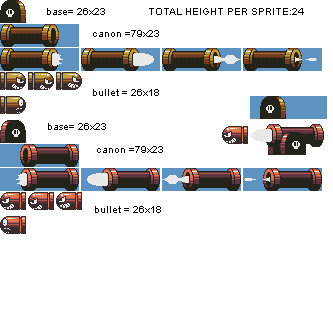 base= 26x23
TOTAL HEIGHT PER SPRITE:24
canon =79x23
bullet = 26x18
base= 26x23
canon =79x23
bullet = 26x18